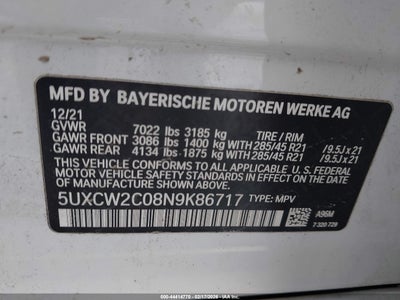 MFD BY BAYERISCHE MOTOREN WERKE AG
12/21
GVWR 7022 lbs 3185 kg TIRE / RIM
GAWR FRONT 3086 lbs 1400 kg WITH 285/45 R21 /9.5J x 21
GAWR REAR 4134 lbs 1875 kg WITH 285/45 R21 /9.5J x 21
THIS VEHICLE CONFORMS TO ALL APPLICABLE U.S. FEDERAL
MOTOR VEHICLE SAFETY STANDARDS IN EFFECT
ON THE DATE OF MANUFACTURE SHOWN ABOVE.
5UXCW2C08N9K86717 TYPE: MPV
A96M
7 320 729